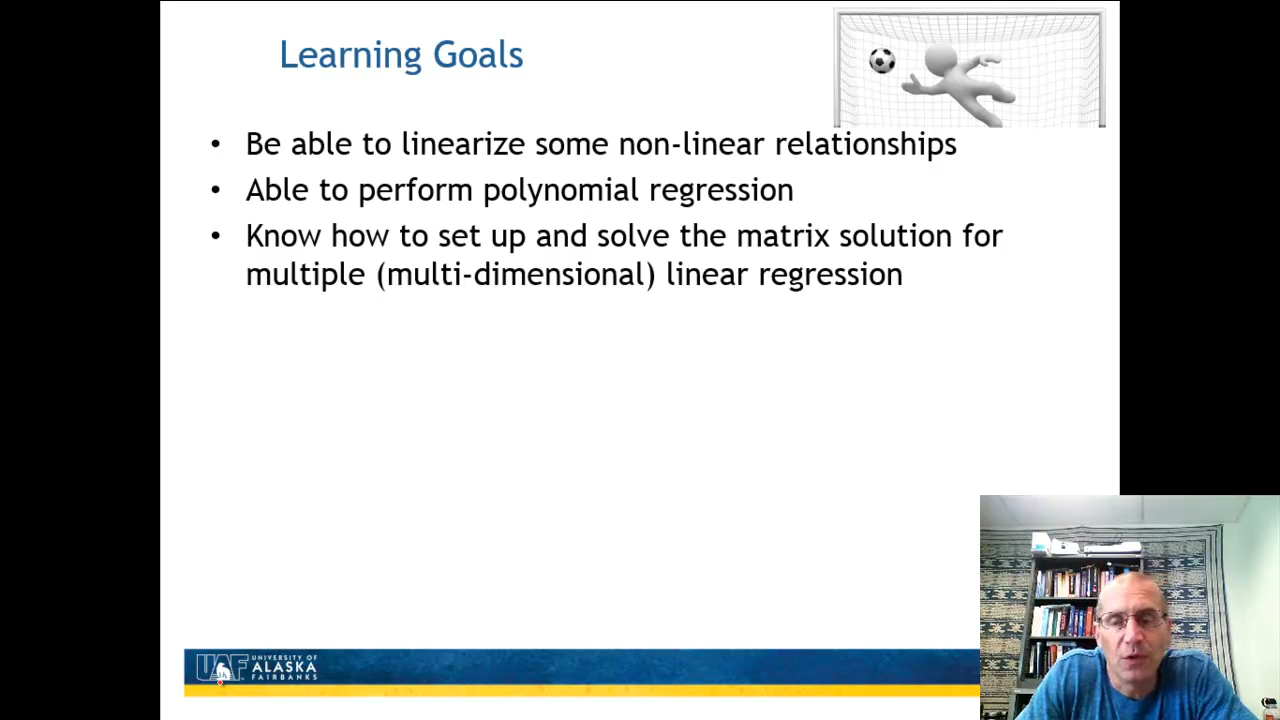 Learning Goals
• Be able to linearize some non-linear relationships
• Able to perform polynomial regression
• Know how to set up and solve the matrix solution for
multiple (multi-dimensional) linear regression
UAF
UNIVERSITY OF
ALASKA
FAIRBANKS